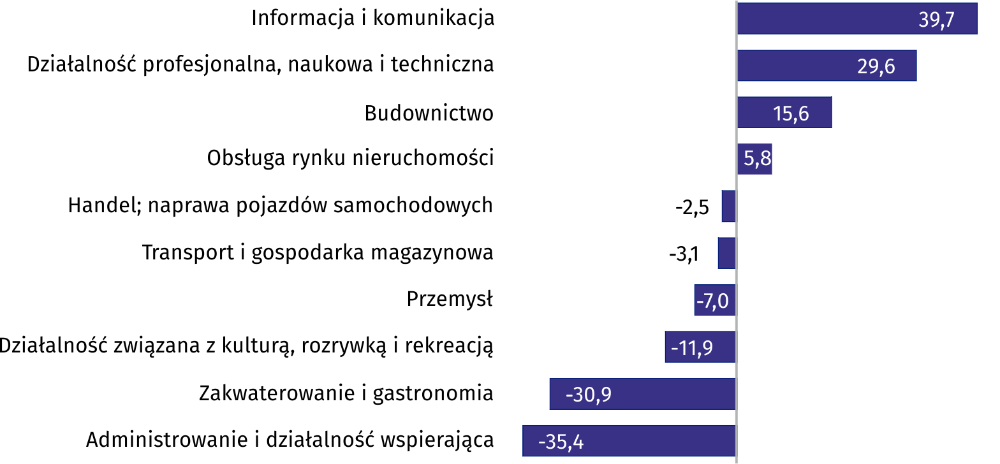 Informacja i komunikacja 39,7
Działalność profesjonalna, naukowa i techniczna 29,6
Budownictwo 15,6
Obsługa rynku nieruchomości 5,8
Handel; naprawa pojazdów samochodowych -2,5
Transport i gospodarka magazynowa -3,1
Przemysł -7,0
Działalność związana z kulturą, rozrywką i rekreacją -11,9
Zakwaterowanie i gastronomia -30,9
Administrowanie i działalność wspierająca -35,4